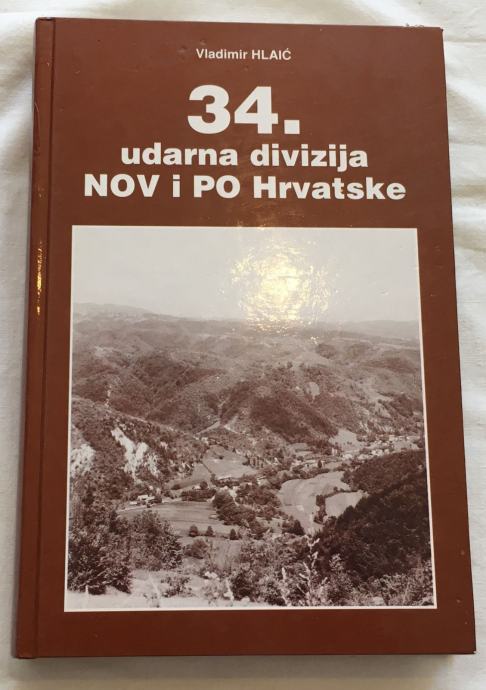 Vladimir HLAIĆ
34.
udarna divizija
NOV i PO Hrvatske